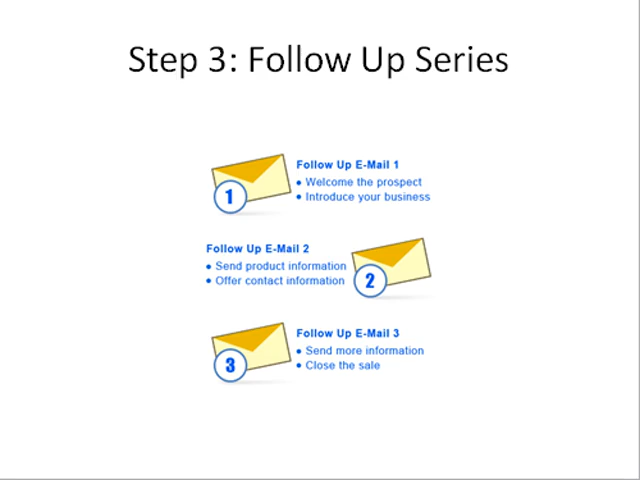 Step 3: Follow Up Series
Follow Up E-Mail 1
• Welcome the prospect
• Introduce your business
1
Follow Up E-Mail 2
• Send product information
• Offer contact information
2
Follow Up E-Mail 3
• Send more information
• Close the sale
3